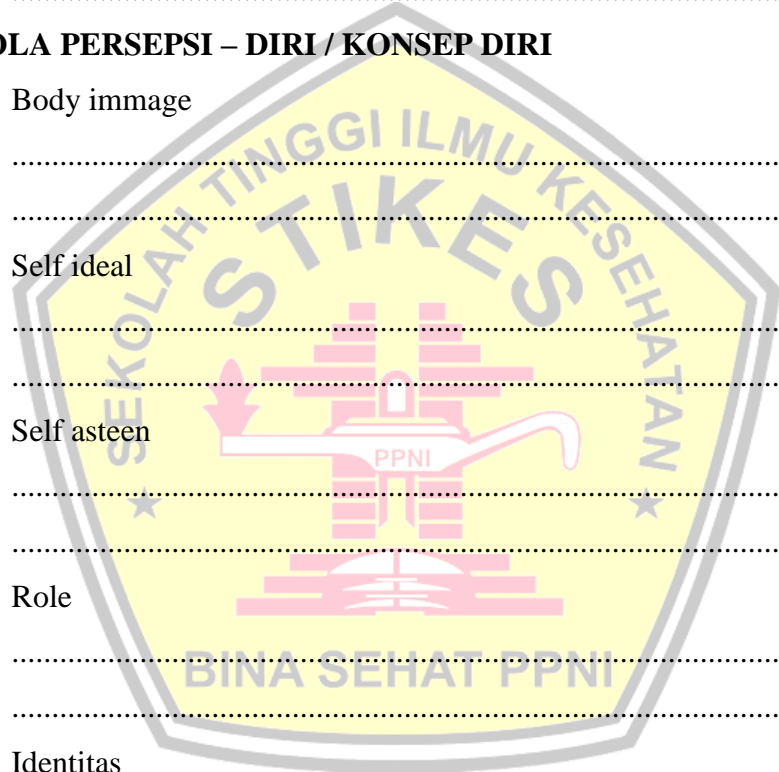 OLA PERSEPSI – DIRI / KONSEP DIRI
Body immage
................................................................................
................................................................................
Self ideal
................................................................................
................................................................................
Self asteen
................................................................................
................................................................................
Role
................................................................................
................................................................................
Identitas
SEKOLAH TINGGI ILMU KESEHATAN
STIKES
PPNI
BINA SEHAT PPNI